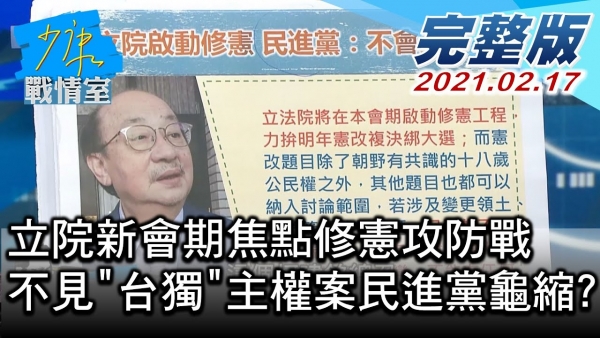 少康戰情室
立院啟動修憲 民進黨：不會
完整版
2021.02.17
立法院將在本會期啟動修憲工程
力拚明年憲改複決綁大選；而憲
改題目除了朝野有共識的十八歲
公民權之外，其他題目也都可以
納入討論範圍，若涉及變更領土
立院新會期焦點修憲攻防戰
不見"台獨"主權案民進黨龜縮?